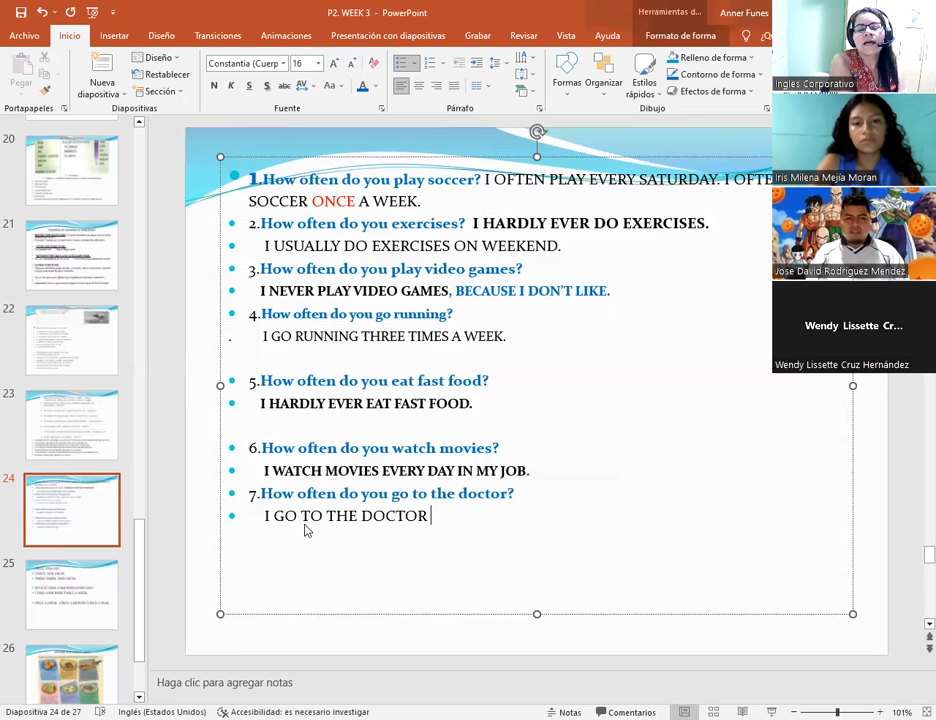 P2. WEEK 3 - PowerPoint
Herramientas d...
Anner Funes
Archivo Inicio Insertar Diseño Transiciones Animaciones Presentación con diapositivas Grabar Revisar Vista Ayuda Formato de forma
Pegar
Nueva diapositiva
Diseño
Restablecer
Sección
Constantia (Cuerp 16
N K S S abc AV Aa A
Formas Organizar Estilos rápidos
Relleno de forma
Contorno de forma
Efectos de forma
Portapapeles Diapositivas Fuente Párrafo Dibujo
Ingles Corporativo
Iris Milena Mejía Moran
Jose David Rodriguez Mendez
Wendy Lissette Cr...
Wendy Lissette Cruz Hernández
20
21
22
23
24
25
26
1.How often do you play soccer? I OFTEN PLAY EVERY SATURDAY. I OFTE
SOCCER ONCE A WEEK.
2.How often do you exercises? I HARDLY EVER DO EXERCISES.
I USUALLY DO EXERCISES ON WEEKEND.
3.How often do you play video games?
I NEVER PLAY VIDEO GAMES, BECAUSE I DON'T LIKE.
4.How often do you go running?
. I GO RUNNING THREE TIMES A WEEK.
5.How often do you eat fast food?
I HARDLY EVER EAT FAST FOOD.
6.How often do you watch movies?
I WATCH MOVIES EVERY DAY IN MY JOB.
7.How often do you go to the doctor?
I GO TO THE DOCTOR
Haga clic para agregar notas
Diapositiva 24 de 27 Inglés (Estados Unidos) Accesibilidad: es necesario investigar Notas Comentarios 101%